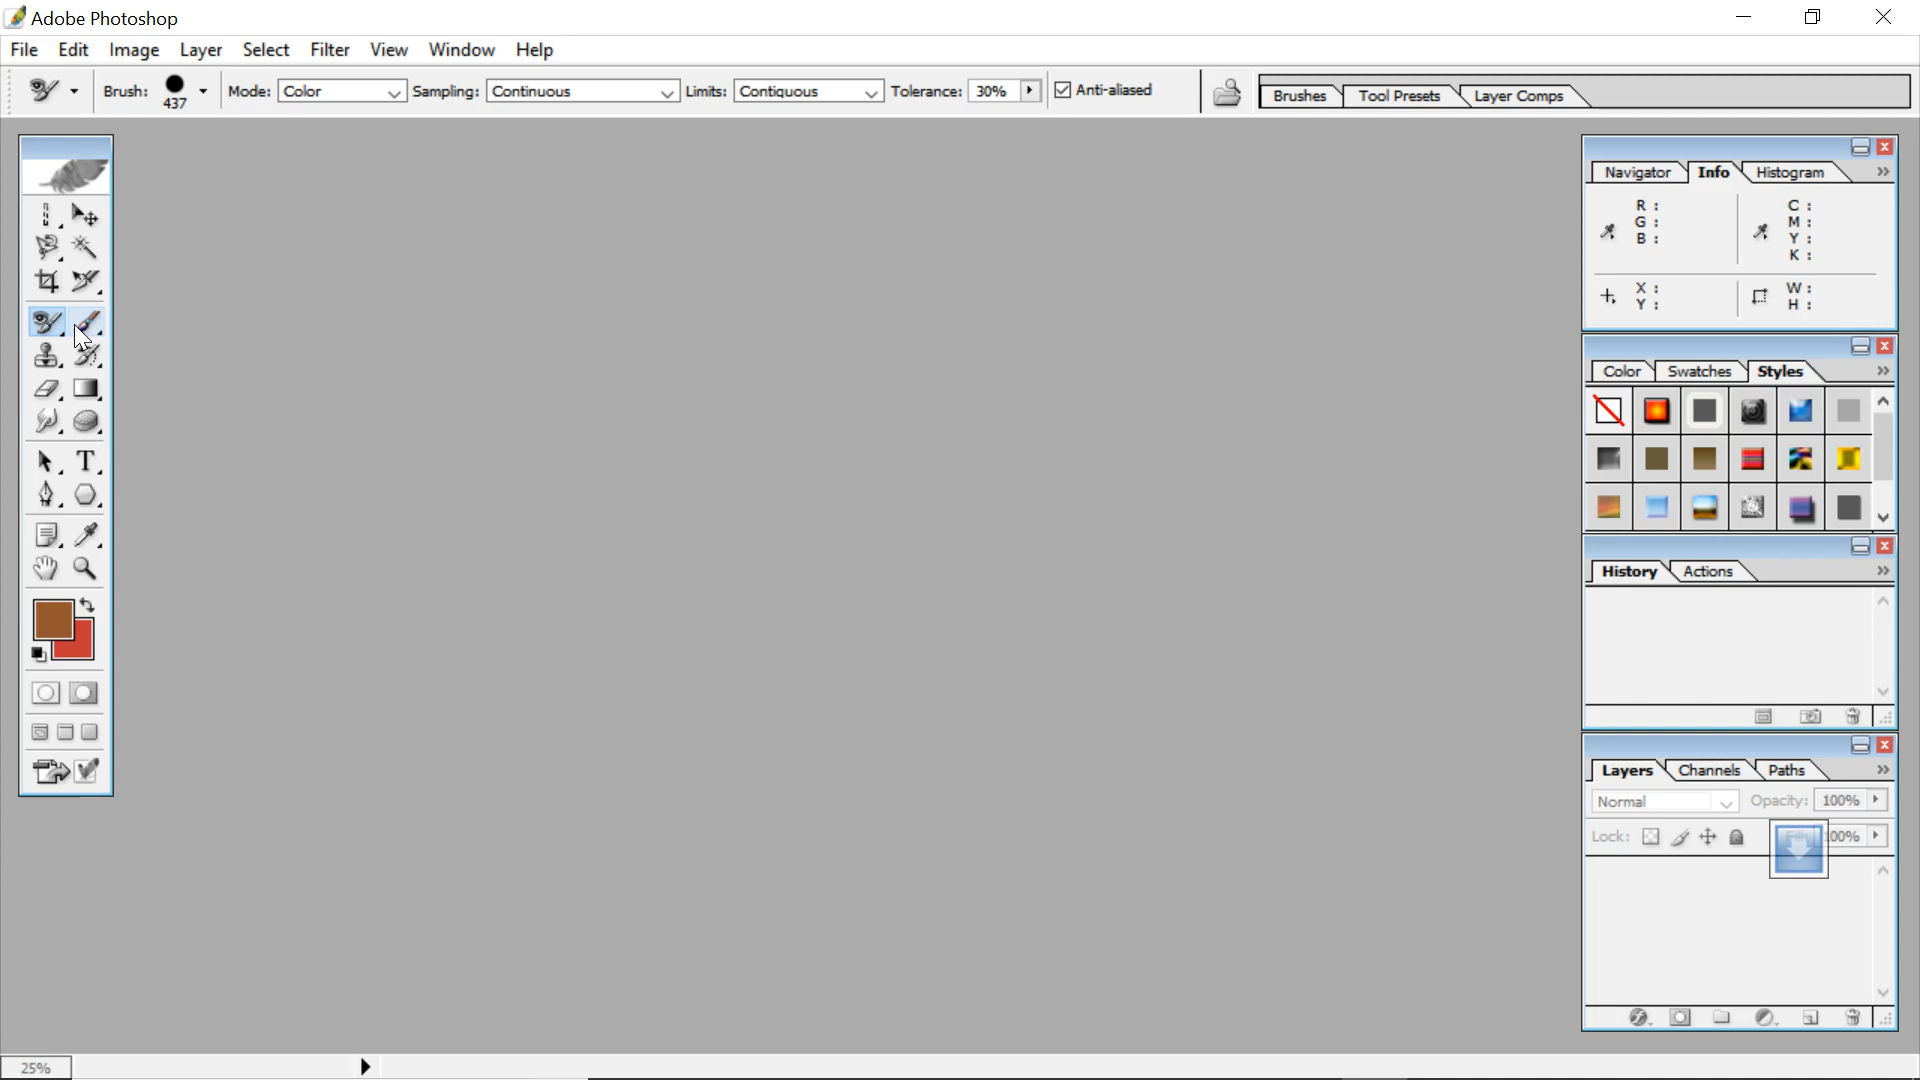 Adobe Photoshop
File Edit Image Layer Select Filter View Window Help
Brush: 437 Mode: Color Sampling: Continuous Limits: Contiquous Tolerance: 30% Anti-aliased Brushes Tool Presets Layer Comps
Navigator Info Histogram
R : C :
G : M :
B : Y :
K :
X : W :
Y : H :
Color Swatches Styles
T
History Actions
Layers Channels Paths
Normal Opacity: 100%
Lock: Fill: 100%
25%